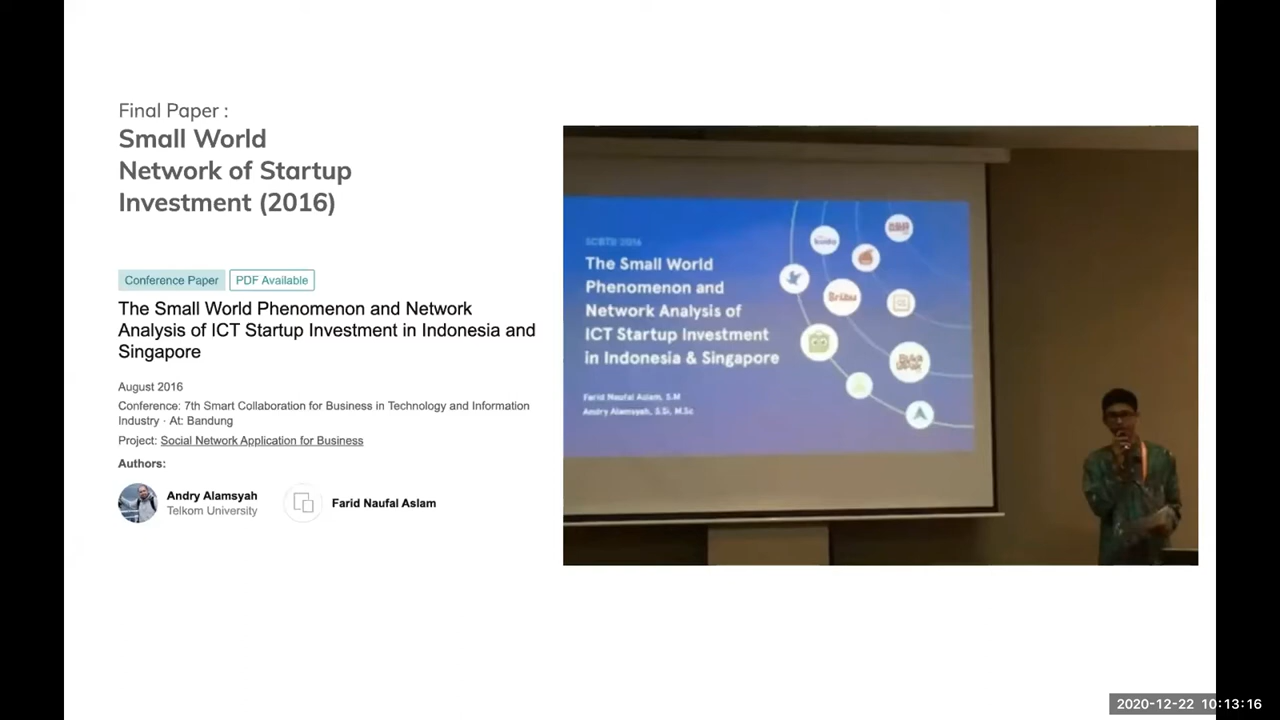 Final Paper :
Small World
Network of Startup
Investment (2016)
Conference Paper
PDF Available
The Small World Phenomenon and Network
Analysis of ICT Startup Investment in Indonesia and
Singapore
August 2016
Conference: 7th Smart Collaboration for Business in Technology and Information
Industry · At: Bandung
Project: Social Network Application for Business
Authors:
Andry Alamsyah
Telkom University
Farid Naufal Aslam
SCBTII 2016
The Small World
Phenomenon and
Network Analysis of
ICT Startup Investment
in Indonesia & Singapore
Farid Naufal Aslam, S.M
Andry Alamsyah, S.Si, M.Sc
Bridestory
2020-12-22 10:13:16